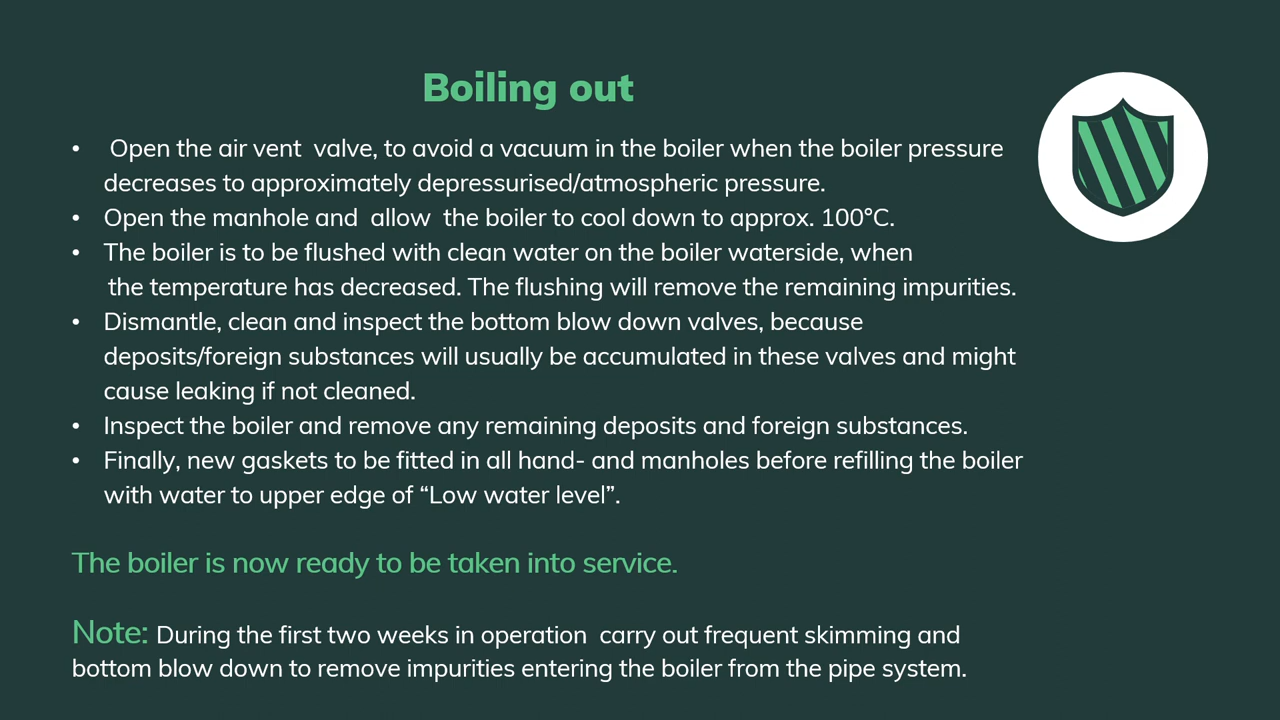 Boiling out
• Open the air vent valve, to avoid a vacuum in the boiler when the boiler pressure
decreases to approximately depressurised/atmospheric pressure.
• Open the manhole and allow the boiler to cool down to approx. 100°C.
• The boiler is to be flushed with clean water on the boiler waterside, when
the temperature has decreased. The flushing will remove the remaining impurities.
• Dismantle, clean and inspect the bottom blow down valves, because
deposits/foreign substances will usually be accumulated in these valves and might
cause leaking if not cleaned.
• Inspect the boiler and remove any remaining deposits and foreign substances.
• Finally, new gaskets to be fitted in all hand- and manholes before refilling the boiler
with water to upper edge of “Low water level”.
The boiler is now ready to be taken into service.
Note: During the first two weeks in operation carry out frequent skimming and
bottom blow down to remove impurities entering the boiler from the pipe system.